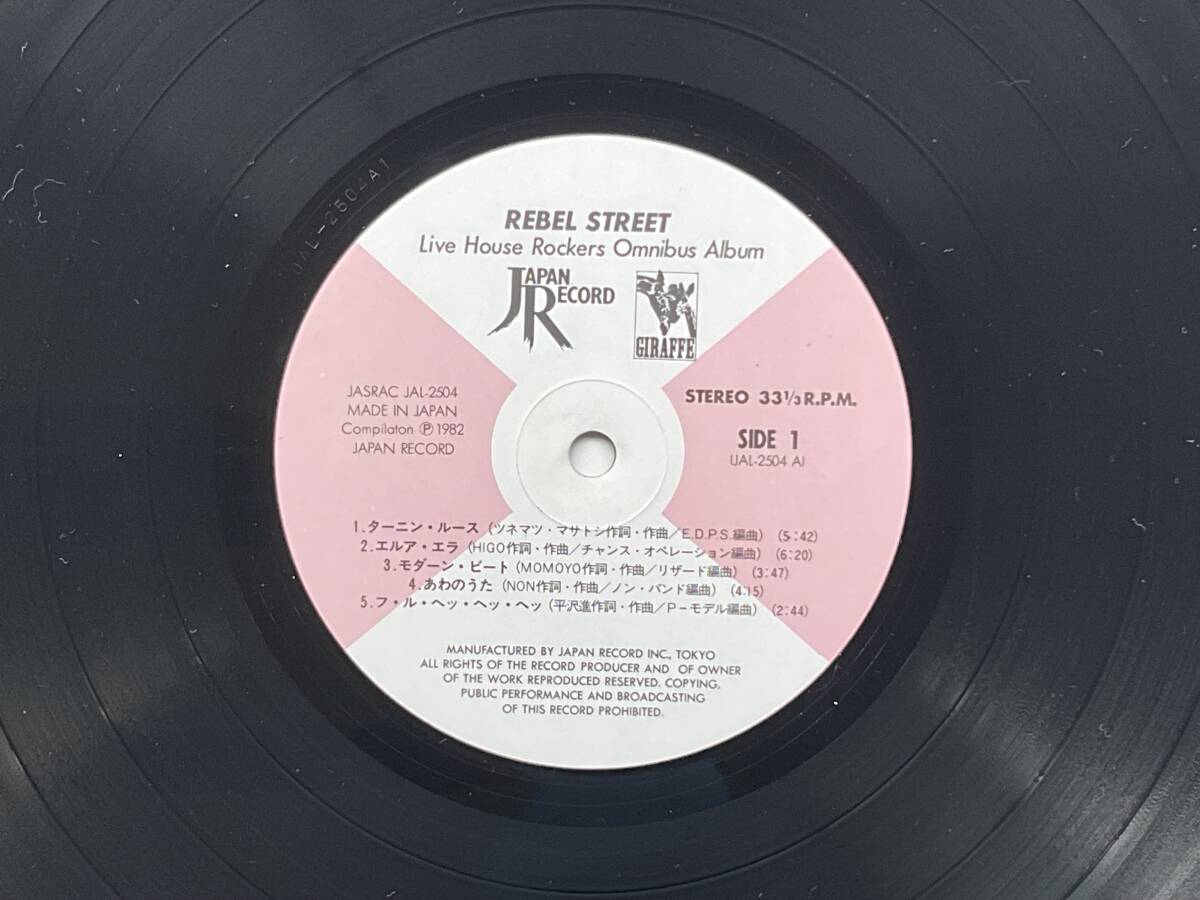 JAL-2504A1
REBEL STREET
Live House Rockers Omnibus Album
JAPAN RECORD
GIRAFFE
JASRAC JAL-2504
MADE IN JAPAN
Compilaton Ⓟ 1982
JAPAN RECORD
STEREO 33 1/3 R.P.M.
SIDE 1
(JAL-2504 A)
1.ターニン・ルース (ツネマツ・マサトシ作詞・作曲/E.D.P.S.編曲) (5:42)
2.エルア・エラ (HIGO作詞・作曲/チャンス・オペレーション編曲) (6:20)
3.モダーン・ビート (MOMOYO作詞・作曲/リザード編曲) (3:47)
4.あわのうた (NON作詞・作曲/ノン・バンド編曲) (4:15)
5.フ・ル・ヘッ・ヘッ・ヘッ (平沢進作詞・作曲/P-モデル編曲) (2:44)
MANUFACTURED BY JAPAN RECORD INC., TOKYO
ALL RIGHTS OF THE RECORD PRODUCER AND OF OWNER
OF THE WORK REPRODUCED RESERVED. COPYING,
PUBLIC PERFORMANCE AND BROADCASTING
OF THIS RECORD PROHIBITED.